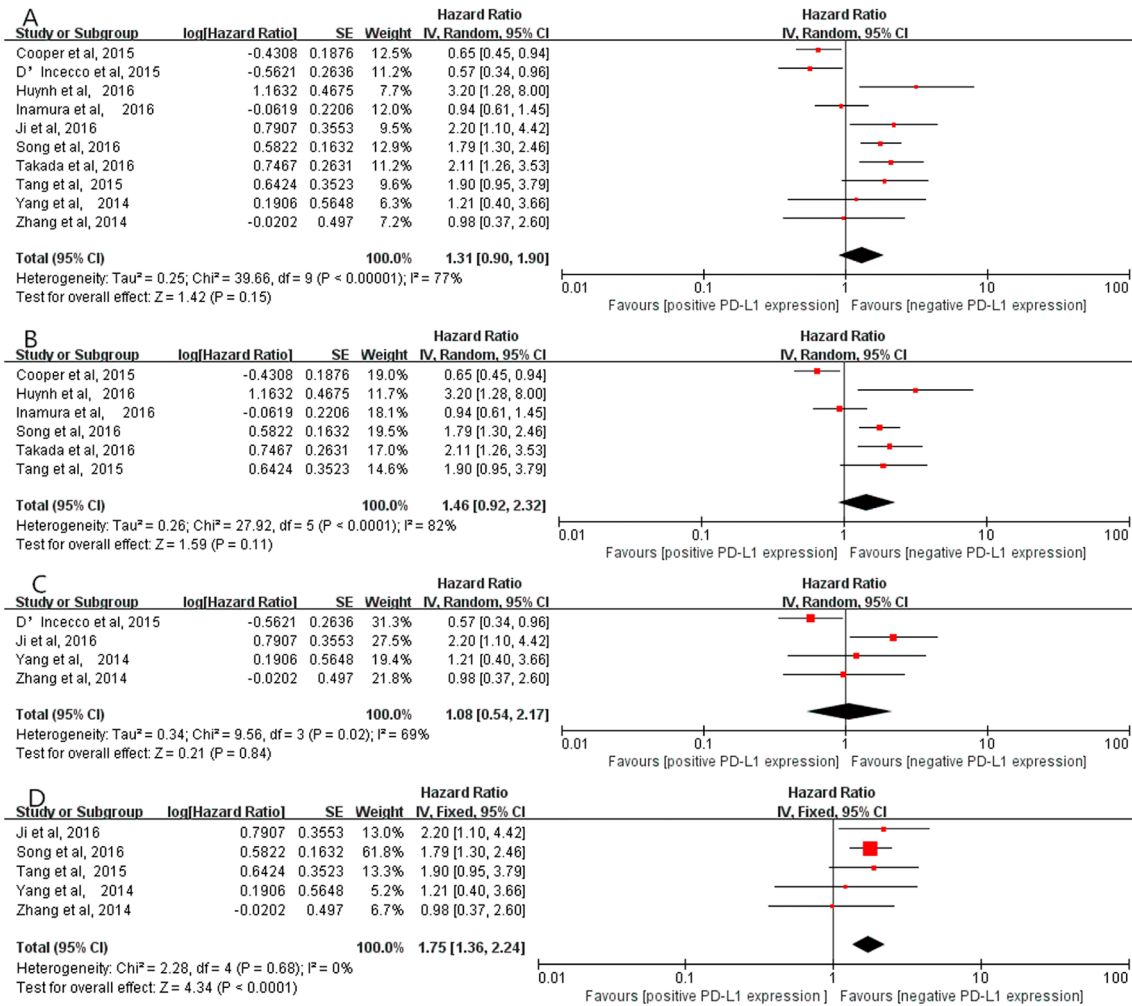 A
Hazard Ratio Hazard Ratio
Study or Subgroup log[Hazard Ratio] SE Weight IV, Random, 95% CI IV, Random, 95% CI
Cooper et al, 2015 -0.4308 0.1876 12.5% 0.65 [0.45, 0.94]
D' Incecco et al, 2015 -0.5621 0.2636 11.2% 0.57 [0.34, 0.96]
Huynh et al, 2016 1.1632 0.4675 7.7% 3.20 [1.28, 8.00]
Inamura et al, 2016 -0.0619 0.2206 12.0% 0.94 [0.61, 1.45]
Ji et al, 2016 0.7907 0.3553 9.5% 2.20 [1.10, 4.42]
Song et al, 2016 0.5822 0.1632 12.9% 1.79 [1.30, 2.46]
Takada et al, 2016 0.7467 0.2631 11.2% 2.11 [1.26, 3.53]
Tang et al, 2015 0.6424 0.3523 9.6% 1.90 [0.95, 3.79]
Yang et al, 2014 0.1906 0.5648 6.3% 1.21 [0.40, 3.66]
Zhang et al, 2014 -0.0202 0.497 7.2% 0.98 [0.37, 2.60]
Total (95% CI) 100.0% 1.31 [0.90, 1.90]
Heterogeneity: Tau² = 0.25; Chi² = 39.66, df = 9 (P < 0.00001); I² = 77%
Test for overall effect: Z = 1.42 (P = 0.15)
0.01 0.1 1 10 100
Favours [positive PD-L1 expression] Favours [negative PD-L1 expression]
B
Hazard Ratio Hazard Ratio
Study or Subgroup log[Hazard Ratio] SE Weight IV, Random, 95% CI IV, Random, 95% CI
Cooper et al, 2015 -0.4308 0.1876 19.0% 0.65 [0.45, 0.94]
Huynh et al, 2016 1.1632 0.4675 11.7% 3.20 [1.28, 8.00]
Inamura et al, 2016 -0.0619 0.2206 18.1% 0.94 [0.61, 1.45]
Song et al, 2016 0.5822 0.1632 19.5% 1.79 [1.30, 2.46]
Takada et al, 2016 0.7467 0.2631 17.0% 2.11 [1.26, 3.53]
Tang et al, 2015 0.6424 0.3523 14.6% 1.90 [0.95, 3.79]
Total (95% CI) 100.0% 1.46 [0.92, 2.32]
Heterogeneity: Tau² = 0.26; Chi² = 27.92, df = 5 (P < 0.0001); I² = 82%
Test for overall effect: Z = 1.59 (P = 0.11)
0.01 0.1 1 10 100
Favours [positive PD-L1 expression] Favours [negative PD-L1 expression]
C
Hazard Ratio Hazard Ratio
Study or Subgroup log[Hazard Ratio] SE Weight IV, Random, 95% CI IV, Random, 95% CI
D' Incecco et al, 2015 -0.5621 0.2636 31.3% 0.57 [0.34, 0.96]
Ji et al, 2016 0.7907 0.3553 27.5% 2.20 [1.10, 4.42]
Yang et al, 2014 0.1906 0.5648 19.4% 1.21 [0.40, 3.66]
Zhang et al, 2014 -0.0202 0.497 21.8% 0.98 [0.37, 2.60]
Total (95% CI) 100.0% 1.08 [0.54, 2.17]
Heterogeneity: Tau² = 0.34; Chi² = 9.56, df = 3 (P = 0.02); I² = 69%
Test for overall effect: Z = 0.21 (P = 0.84)
0.01 0.1 1 10 100
Favours [positive PD-L1 expression] Favours [negative PD-L1 expression]
D
Hazard Ratio Hazard Ratio
Study or Subgroup log[Hazard Ratio] SE Weight IV, Fixed, 95% CI IV, Fixed, 95% CI
Ji et al, 2016 0.7907 0.3553 13.0% 2.20 [1.10, 4.42]
Song et al, 2016 0.5822 0.1632 61.8% 1.79 [1.30, 2.46]
Tang et al, 2015 0.6424 0.3523 13.3% 1.90 [0.95, 3.79]
Yang et al, 2014 0.1906 0.5648 5.2% 1.21 [0.40, 3.66]
Zhang et al, 2014 -0.0202 0.497 6.7% 0.98 [0.37, 2.60]
Total (95% CI) 100.0% 1.75 [1.36, 2.24]
Heterogeneity: Chi² = 2.28, df = 4 (P = 0.68); I² = 0%
Test for overall effect: Z = 4.34 (P < 0.0001)
0.01 0.1 1 10 100
Favours [positive PD-L1 expression ] Favours [negative PD-L1 expression]